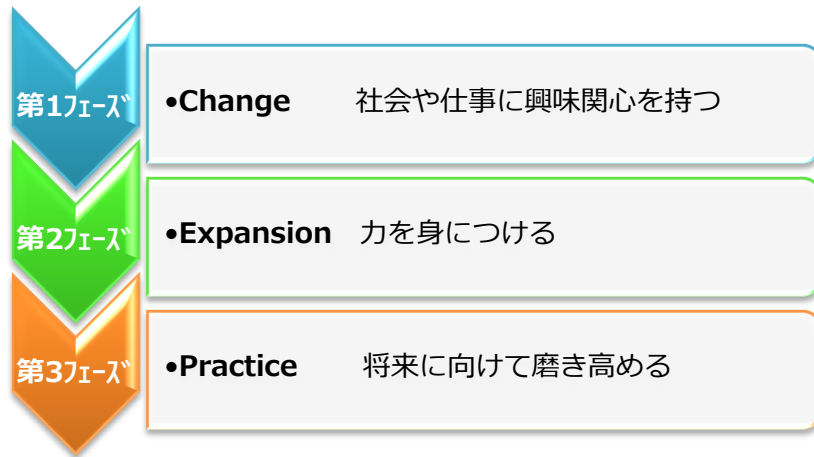 第1ﾌｪｰｽﾞ
•Change 社会や仕事に興味関心を持つ
第2ﾌｪｰｽﾞ
•Expansion 力を身につける
第3ﾌｪｰｽﾞ
•Practice 将来に向けて磨き高める